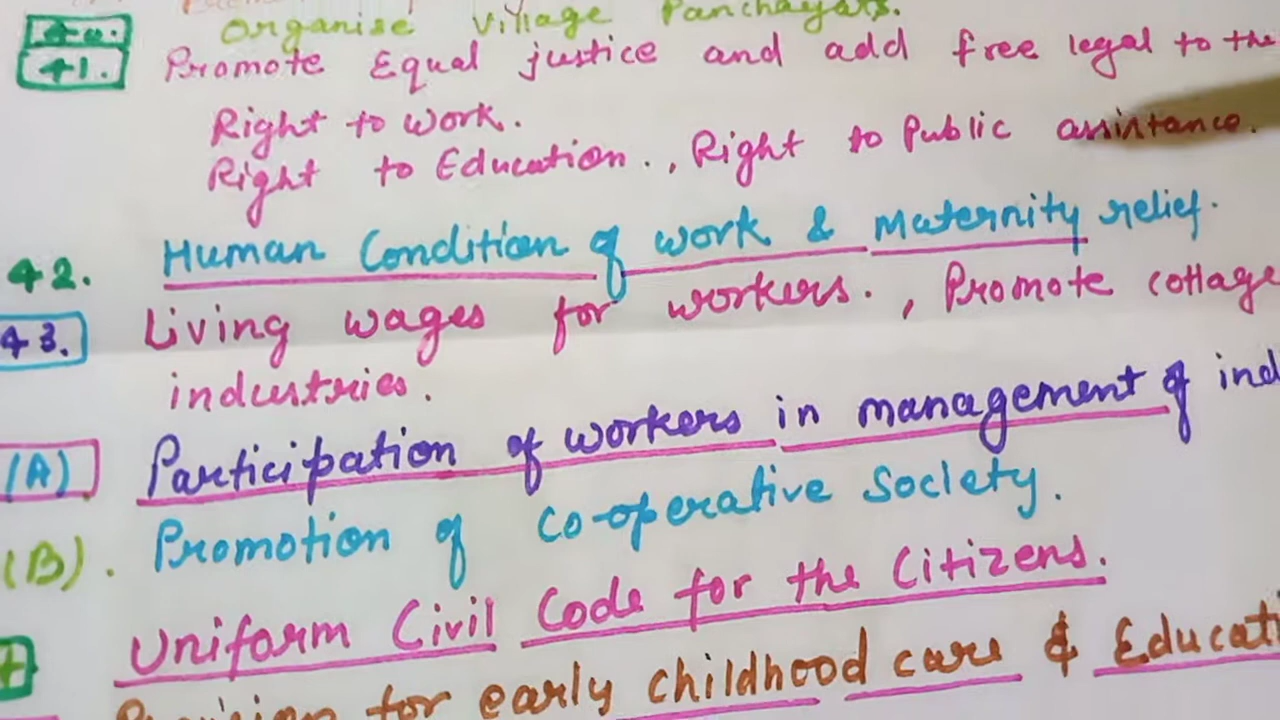 40. Organise Village Panchayats.
41. Promote Equal justice and add free legal to the
Right to work.
Right to Education., Right to Public assistance.
42. Human Condition of work & Maternity relief.
43. Living wages for workers., Promote cottage
industries.
(A) Participation of workers in management of
(B). Promotion of Co-operative Society.
Uniform Civil Code for the Citizens.
for early childhood care &